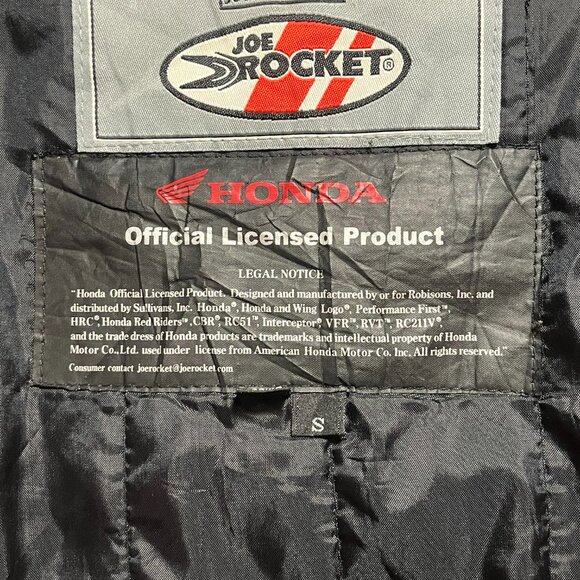 JOE
ROCKET®
HONDA
Official Licensed Product
LEGAL NOTICE
"Honda Official Licensed Product. Designed and manufactured by or for Robisons, Inc. and
distributed by Sullivans, Inc. Honda®, Honda and Wing Logo®, Performance First™,
HRC®, Honda Red Riders™, CBR®, RC51™, Interceptor®, VFR™, RVT™, RC211V®,
and the trade dress of Honda products are trademarks and intellectual property of Honda
Motor Co., Ltd. used under license from American Honda Motor Co. Inc. All rights reserved."
Consumer contact joerocket@joerocket.com
S